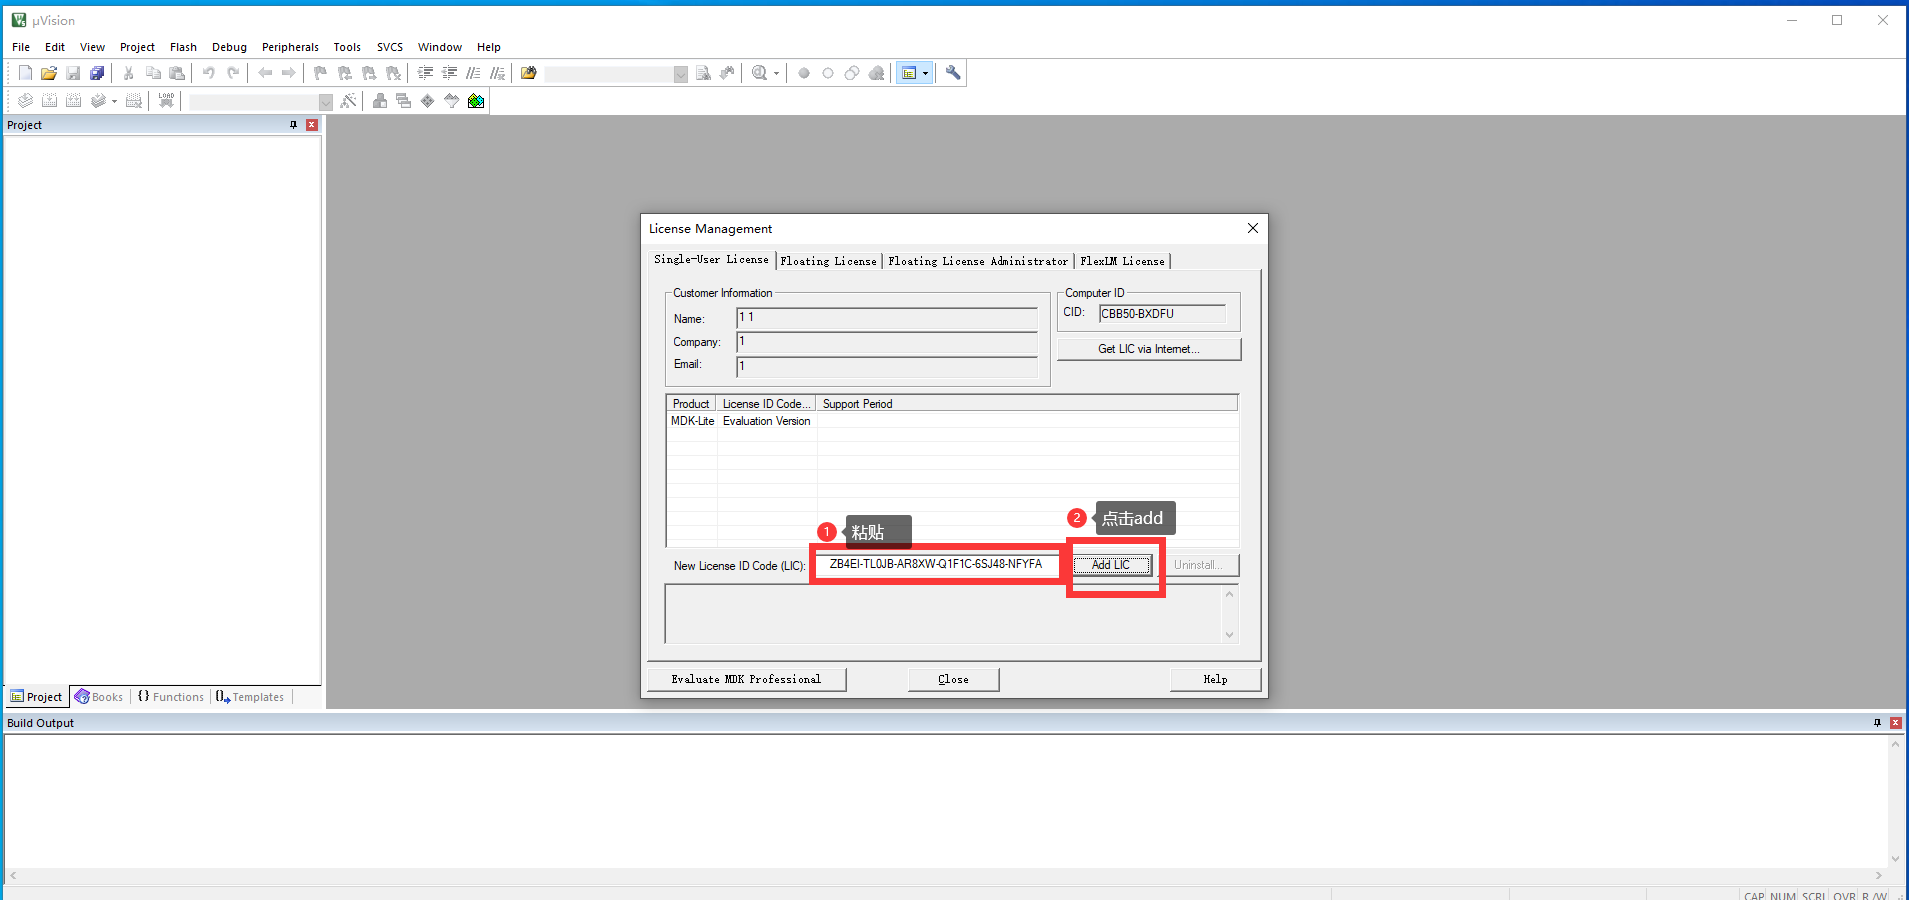 µVision
File Edit View Project Flash Debug Peripherals Tools SVCS Window Help
LOAD
Project
License Management
Single-User License Floating License Floating License Administrator FlexLM License
Customer Information
Name: 1 1
Company: 1
Email: 1
Computer ID
CID: CBB50-BXDFU
Get LIC via Internet...
Product License ID Code... Support Period
MDK-Lite Evaluation Version
1 粘贴
2 点击add
New License ID Code (LIC): ZB4EI-TL0JB-AR8XW-Q1F1C-6SJ48-NFYFA Add LIC Uninstall...
Evaluate MDK Professional Close Help
Project Books {} Functions Templates
Build Output
CAP NUM SCRL OVR R/W